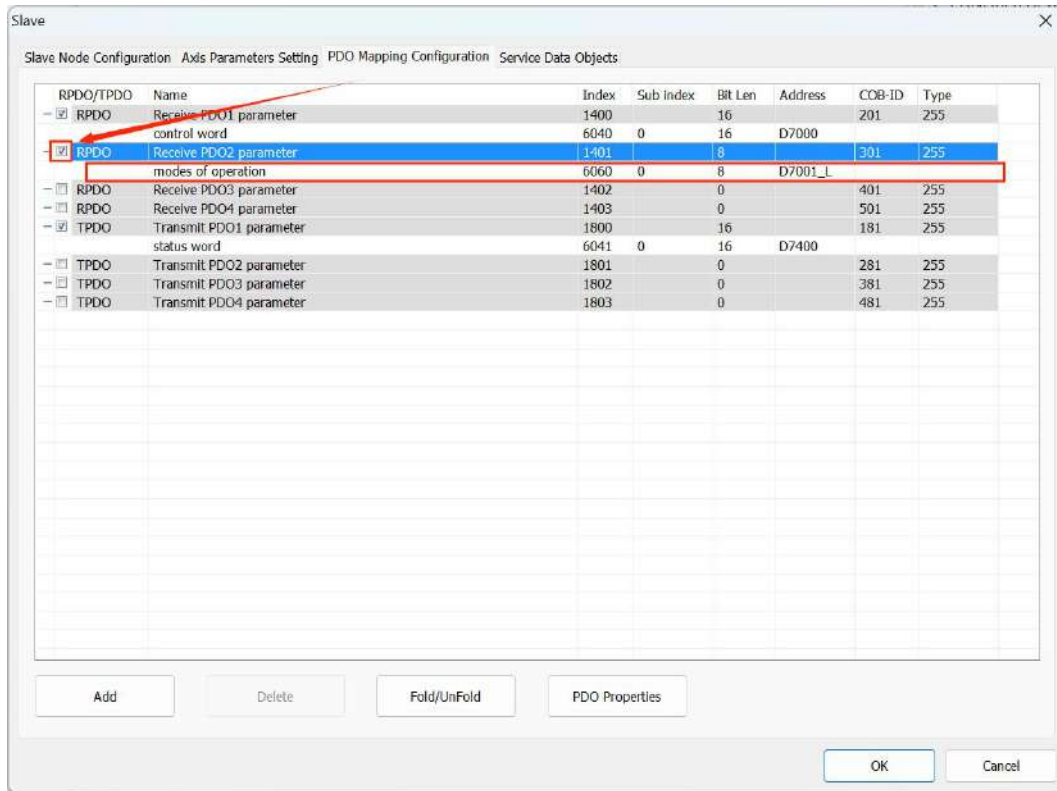 Slave
Slave Node Configuration Axis Parameters Setting PDO Mapping Configuration Service Data Objects
RPDO/TPDO Name Index Sub index Bit Len Address COB-ID Type
RPDO Receive PDO1 parameter 1400 16 201 255
control word 6040 0 16 D7000
RPDO Receive PDO2 parameter 1401 8 301 255
modes of operation 6060 0 8 D7001_L
RPDO Receive PDO3 parameter 1402 0 401 255
RPDO Receive PDO4 parameter 1403 0 501 255
TPDO Transmit PDO1 parameter 1800 16 181 255
status word 6041 0 16 D7400
TPDO Transmit PDO2 parameter 1801 0 281 255
TPDO Transmit PDO3 parameter 1802 0 381 255
TPDO Transmit PDO4 parameter 1803 0 481 255
Add Delete Fold/UnFold PDO Properties
OK Cancel